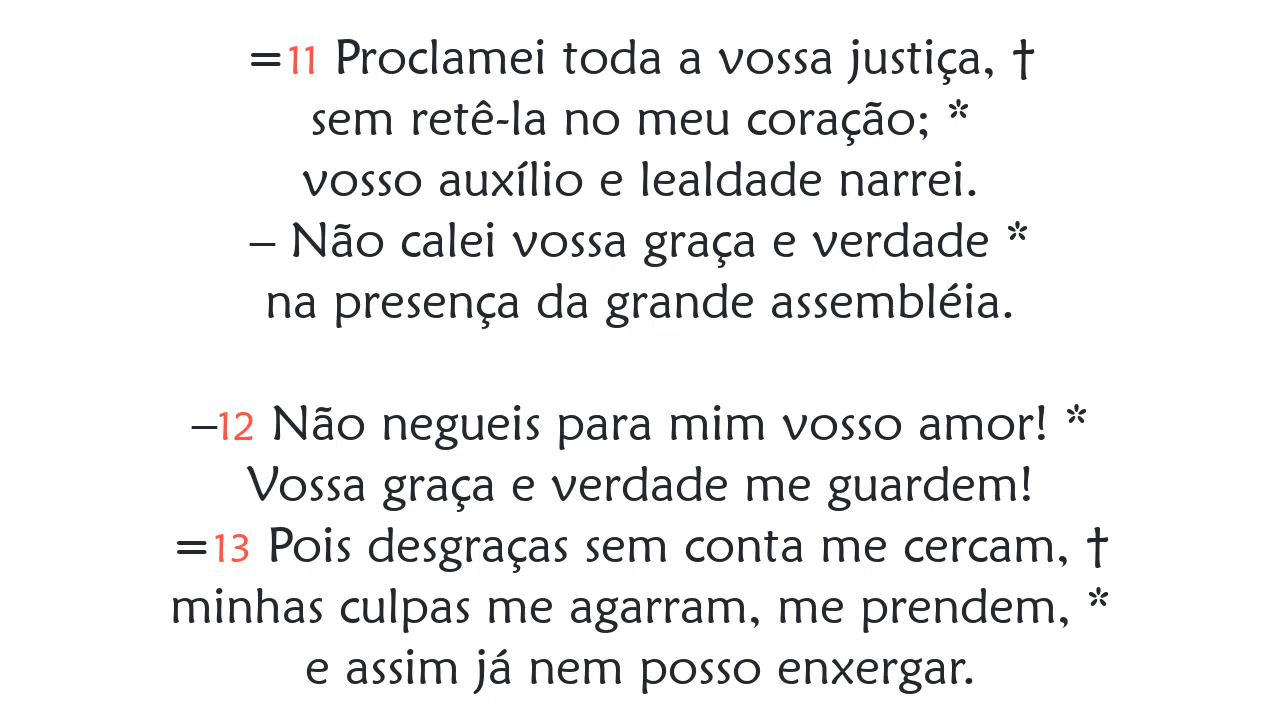 =11 Proclamei toda a vossa justiça, †
sem retê-la no meu coração; *
vosso auxílio e lealdade narrei.
– Não calei vossa graça e verdade *
na presença da grande assembléia.
–12 Não negueis para mim vosso amor! *
Vossa graça e verdade me guardem!
=13 Pois desgraças sem conta me cercam, †
minhas culpas me agarram, me prendem, *
e assim já nem posso enxergar.